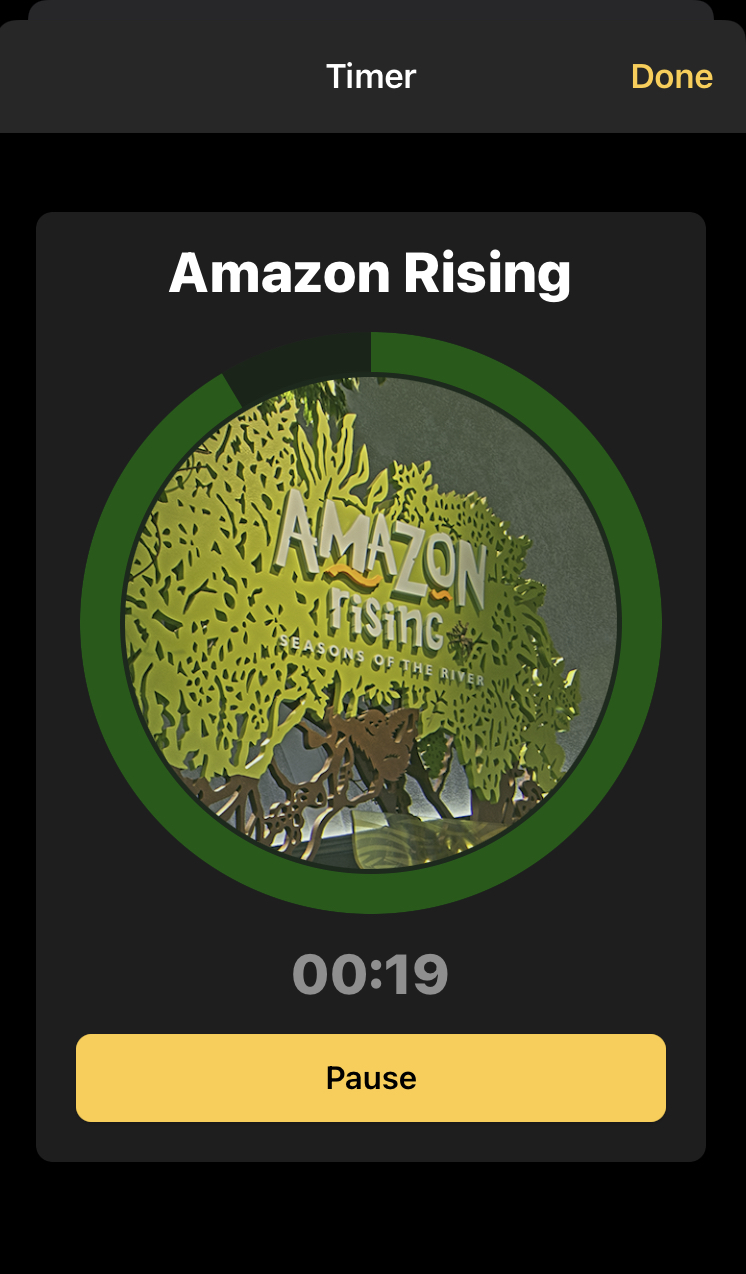 Timer
Done
Amazon Rising
AMAZON
rising
SEASONS OF THE RIVER
00:19
Pause